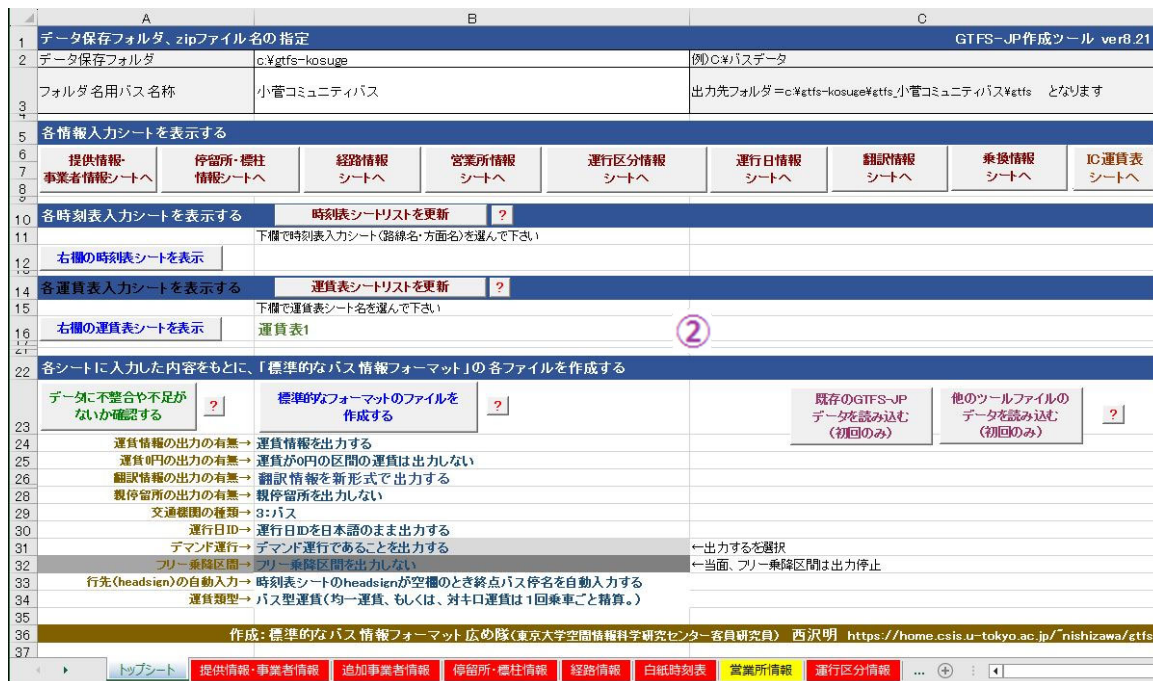 A B C
1 データ保存フォルダ、zipファイル名の指定 GTFS-JP作成ツール ver8.21
2 データ保存フォルダ c:¥gtfs-kosuge 例)C:¥バスデータ
3 フォルダ名用バス名称 小菅コミュニティバス 出力先フォルダ=c:¥gtfs-kosuge¥gtfs_小菅コミュニティバス¥gtfs となります
4
5 各情報入力シートを表示する
6 提供情報・ 停留所・標柱 経路情報 営業所情報 運行区分情報 運行日情報 翻訳情報 乗換情報 IC運賃表
7 事業者情報シートへ 情報シートへ シートへ シートへ シートへ シートへ シートへ シートへ シートへ
8
9
10 各時刻表入力シートを表示する 時刻表シートリストを更新 ?
11 下欄で時刻表入力シート(路線名・方面名)を選んで下さい
12 右欄の時刻表シートを表示
14 各運賃表入力シートを表示する 運賃表シートリストを更新 ?
15 下欄で運賃表シート名を選んで下さい
16 右欄の運賃表シートを表示 運賃表1 ②
22 各シートに入力した内容をもとに、「標準的なバス情報フォーマット」の各ファイルを作成する
データに不整合や不足が 標準的なフォーマットのファイルを 既存のGTFS-JP 他のツールファイルの
ないか確認する ? 作成する ? データを読み込む データを読み込む ?
23 (初回のみ) (初回のみ)
24 運賃情報の出力の有無→ 運賃情報を出力する
25 運賃0円の出力の有無→ 運賃が0円の区間の運賃は出力しない
26 翻訳情報の出力の有無→ 翻訳情報を新形式で出力する
28 親停留所の出力の有無→ 親停留所を出力しない
29 交通機関の種類→ 3:バス
30 運行日ID→ 運行日IDを日本語のまま出力する
31 デマンド運行→ デマンド運行であることを出力する ←出力するを選択
32 フリー乗降区間→ フリー乗降区間を出力しない ←当面、フリー乗降区間は出力停止
33 行先(headsign)の自動入力→ 時刻表シートのheadsignが空欄のとき終点バス停名を自動入力する
34 運賃類型→ バス型運賃(均一運賃、もしくは、対キロ運賃は1回乗車ごと精算。)
35
36 作成:標準的なバス情報フォーマット広め隊(東京大学空間情報科学研究センター客員研究員) 西沢明 https://home.csis.u-tokyo.ac.jp/~nishizawa/gtfs
37
トップシート 提供情報・事業者情報 追加事業者情報 停留所・標柱情報 経路情報 白紙時刻表 営業所情報 運行区分情報 ...